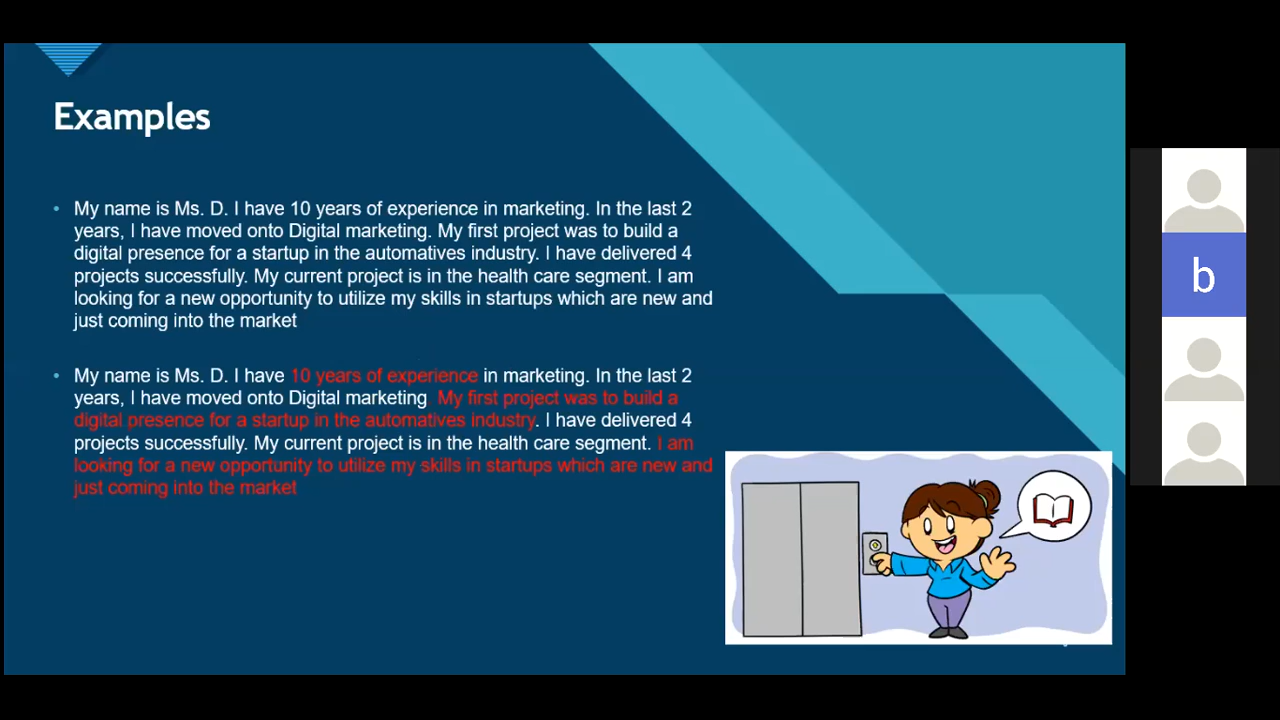 Examples
• My name is Ms. D. I have 10 years of experience in marketing. In the last 2
years, I have moved onto Digital marketing. My first project was to build a
digital presence for a startup in the automatives industry. I have delivered 4
projects successfully. My current project is in the health care segment. I am
looking for a new opportunity to utilize my skills in startups which are new and
just coming into the market
• My name is Ms. D. I have 10 years of experience in marketing. In the last 2
years, I have moved onto Digital marketing. My first project was to build a
digital presence for a startup in the automatives industry. I have delivered 4
projects successfully. My current project is in the health care segment. I am
looking for a new opportunity to utilize my skills in startups which are new and
just coming into the market
b